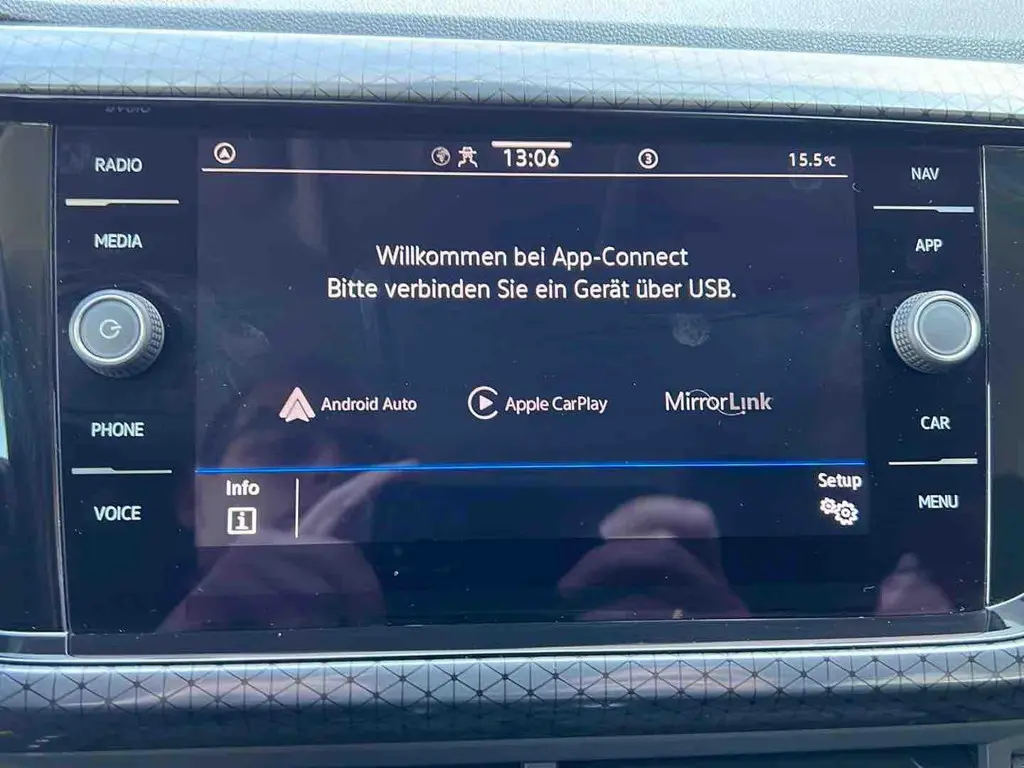 RADIO
MEDIA
PHONE
VOICE
13:06
3
15.5°C
Willkommen bei App-Connect
Bitte verbinden Sie ein Gerät über USB.
Android Auto
Apple CarPlay
MirrorLink
Info
i
Setup
NAV
APP
CAR
MENU